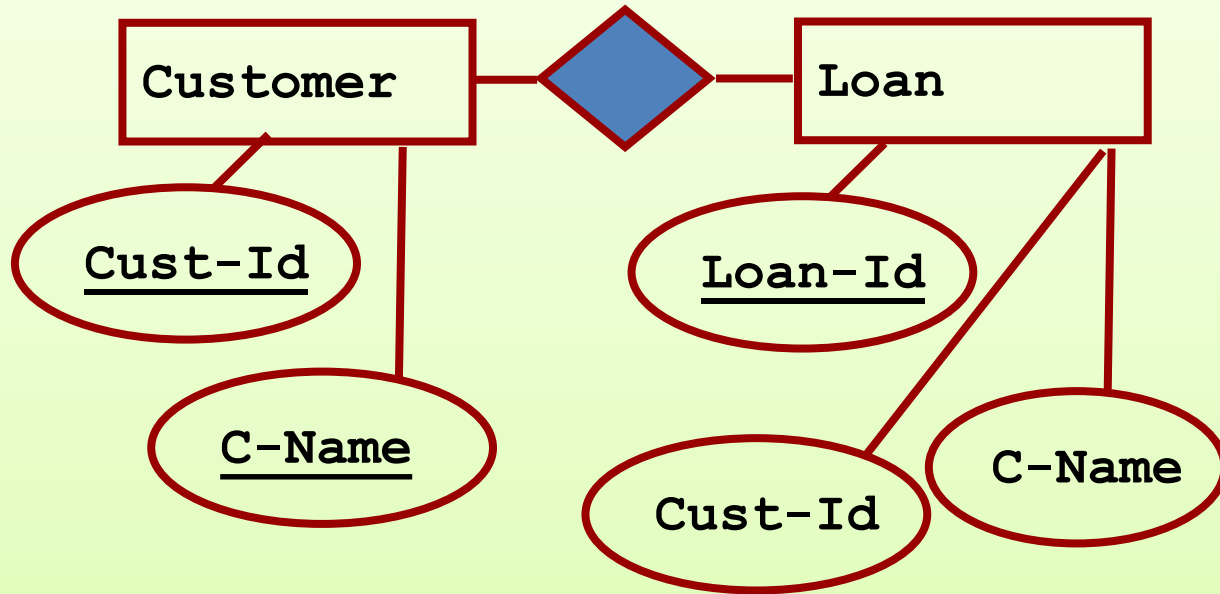 Customer
Loan
Cust-Id
Loan-Id
C-Name
C-Name
Cust-Id